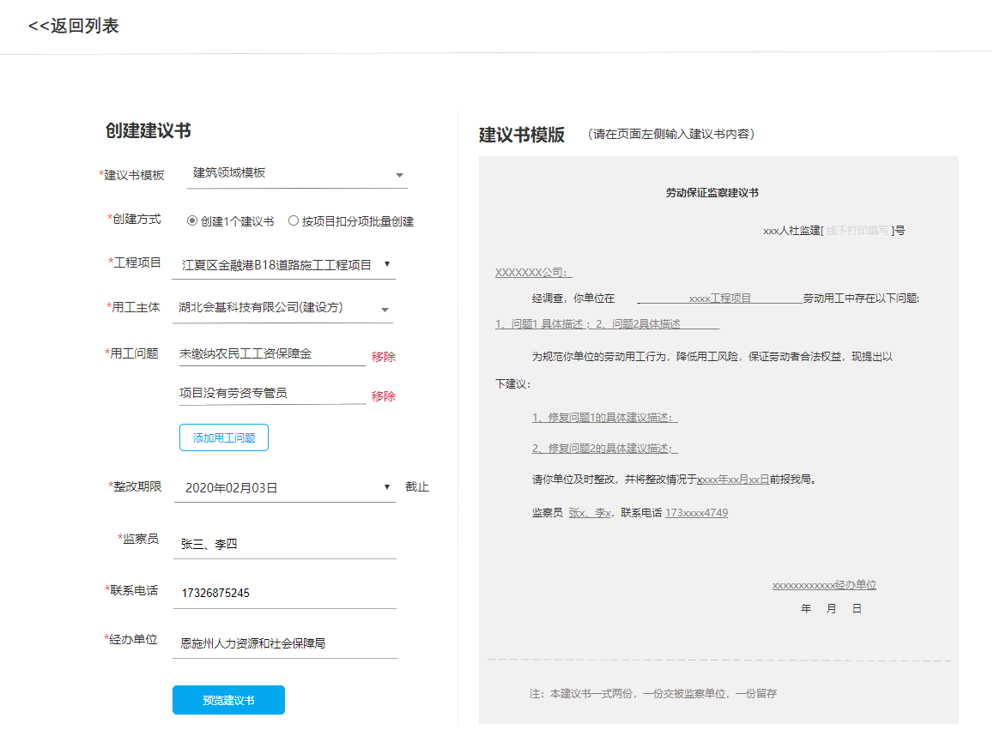 <<返回列表
创建建议书
*建议书模板 建筑领域模板
*创建方式 创建1个建议书 按项目扣分项批量创建
*工程项目 江夏区金融港B18道路施工工程项目
*用工主体 湖北会基科技有限公司(建设方)
*用工问题 未缴纳农民工工资保障金 移除
项目没有劳资专管员 移除
添加用工问题
*整改期限 2020年02月03日 截止
*监察员 张三、李四
*联系电话 17326875245
*经办单位 恩施州人力资源和社会保障局
预览建议书
建议书模版 （请在页面左侧输入建议书内容）
劳动保证监察建议书
xxx人社监建[ 线下打印填写 ]号
XXXXXXX公司：
经调查，你单位在 xxxx工程项目 劳动用工中存在以下问题:
1、问题1 具体描述 ；2、问题2具体描述
为规范你单位的劳动用工行为，降低用工风险，保证劳动者合法权益，现提出以
下建议：
1、修复问题1的具体建议描述；
2、修复问题2的具体建议描述；
请你单位及时整改，并将整改情况于xxxx年xx月xx日前报我局。
监察员 张x、李x，联系电话 173xxxx4749
xxxxxxxxxxxx经办单位
年 月 日
注：本建议书一式两份，一份交被监察单位，一份留存